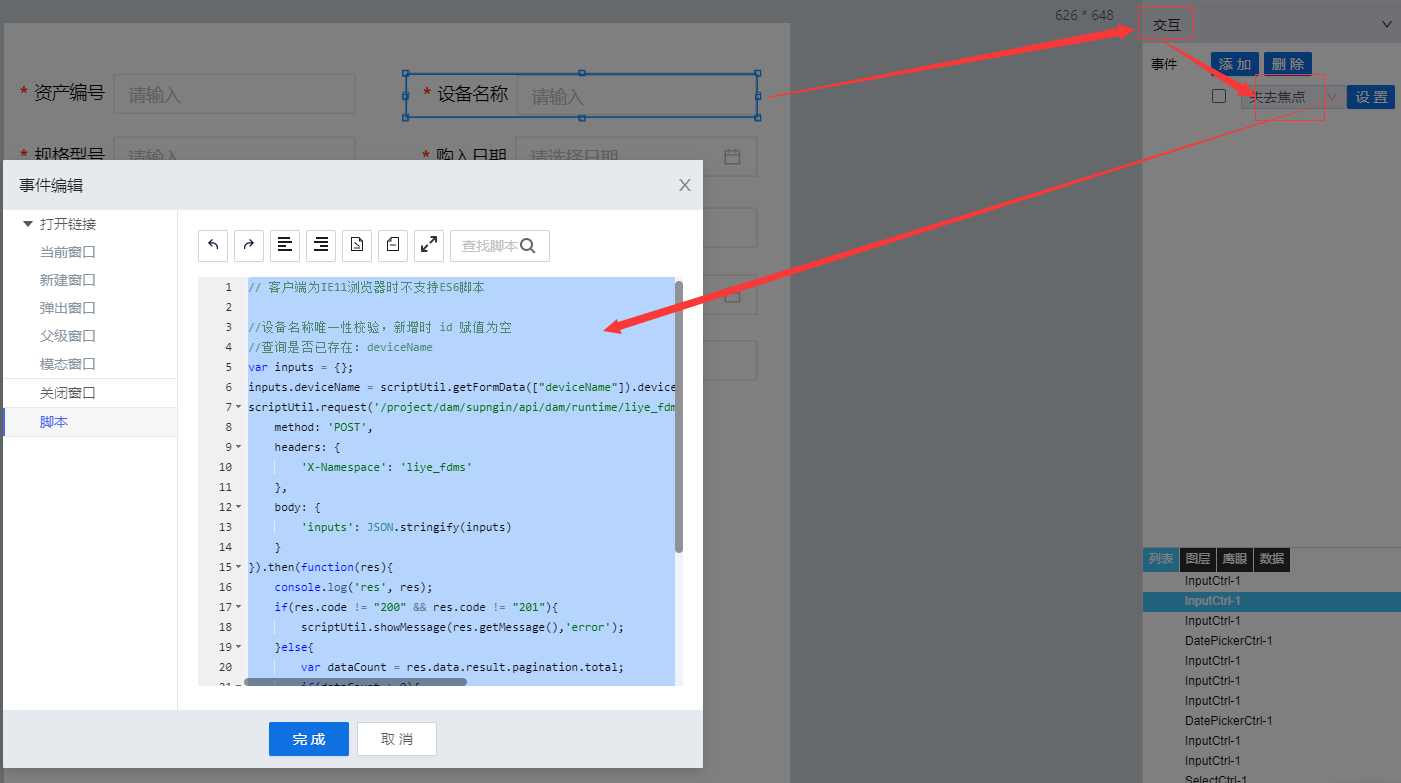 626 * 648
交互
事件
添 加
删 除
失去焦点
设 置
* 资产编号
请输入
* 设备名称
请输入
* 规格型号
请输入
* 购入日期
请选择日期
事件编辑
打开链接
当前窗口
新建窗口
弹出窗口
父级窗口
模态窗口
关闭窗口
脚本
查找脚本
1 // 客户端为IE11浏览器时不支持ES6脚本
2
3 //设备名称唯一性校验，新增时 id 赋值为空
4 //查询是否已存在：deviceName
5 var inputs = {};
6 inputs.deviceName = scriptUtil.getFormData(["deviceName"]).device
7 scriptUtil.request('/project/dam/supngin/api/dam/runtime/liye_fdm
8 method: 'POST',
9 headers: {
10 'X-Namespace': 'liye_fdms'
11 },
12 body: {
13 'inputs': JSON.stringify(inputs)
14 }
15 }).then(function(res){
16 console.log('res', res);
17 if(res.code != "200" && res.code != "201"){
18 scriptUtil.showMessage(res.getMessage(),'error');
19 }else{
20 var dataCount = res.data.result.pagination.total;
21 if(dataCount > 0){
完 成
取 消
列表 图层 鹰眼 数据
InputCtrl-1
InputCtrl-1
InputCtrl-1
DatePickerCtrl-1
InputCtrl-1
InputCtrl-1
InputCtrl-1
DatePickerCtrl-1
InputCtrl-1
InputCtrl-1
SelectCtrl-1